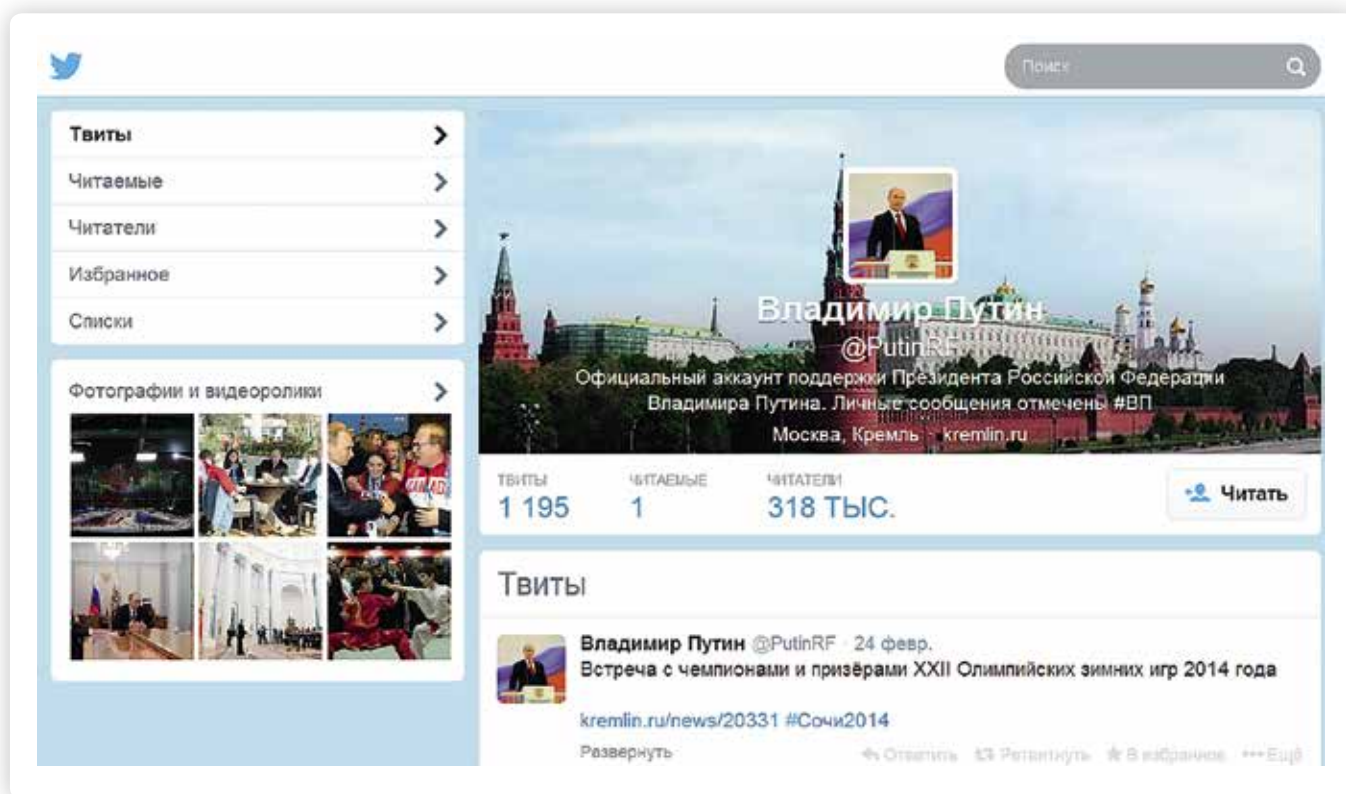 Поиск
Твиты
Читаемые
Читатели
Избранное
Списки
Фотографии и видеоролики
Владимир Путин
@PutinRF
Официальный аккаунт поддержки Президента Российской Федерации
Владимира Путина. Личные сообщения отмечены #ВП
Москва, Кремль · kremlin.ru
ТВИТЫ ЧИТАЕМЫЕ ЧИТАТЕЛИ
1 195 1 318 ТЫС.
Читать
Твиты
Владимир Путин @PutinRF · 24 февр.
Встреча с чемпионами и призёрами XXII Олимпийских зимних игр 2014 года
kremlin.ru/news/20331 #Сочи2014
Развернуть Ответить Ретвитнуть В избранное Ещё